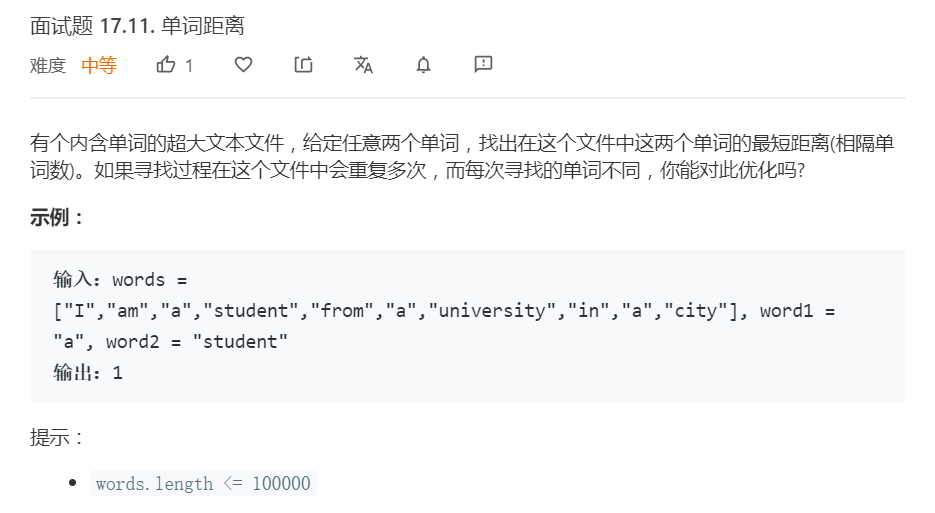 面试题 17.11. 单词距离
难度 中等 1
有个内含单词的超大文本文件，给定任意两个单词，找出在这个文件中这两个单词的最短距离(相隔单
词数)。如果寻找过程在这个文件中会重复多次，而每次寻找的单词不同，你能对此优化吗?
示例：
输入：words =
["I","am","a","student","from","a","university","in","a","city"], word1 =
"a", word2 = "student"
输出：1
提示：
words.length <= 100000